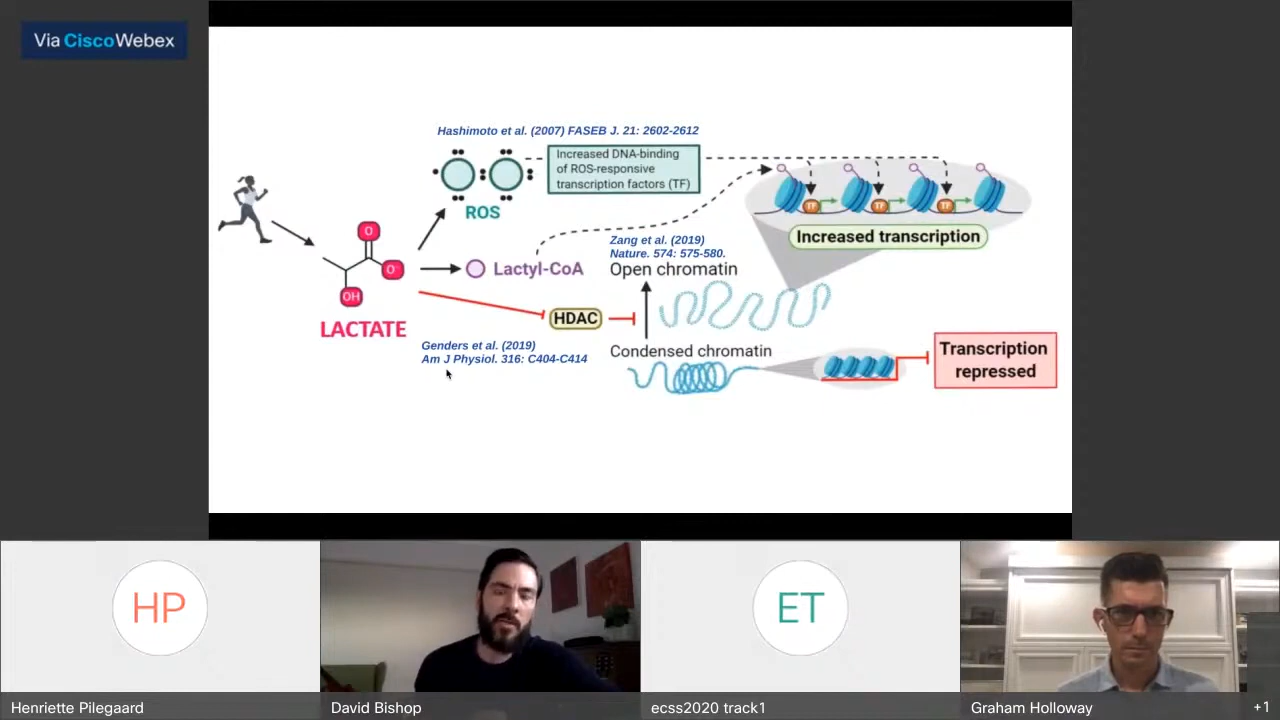 Via CiscoWebex
Hashimoto et al. (2007) FASEB J. 21: 2602-2612
Increased DNA-binding
of ROS-responsive
transcription factors (TF)
ROS
TF
TF
TF
Increased transcription
O
O⁻
OH
LACTATE
Lactyl-CoA
Zang et al. (2019)
Nature. 574: 575-580.
Open chromatin
HDAC
Genders et al. (2019)
Am J Physiol. 316: C404-C414
Condensed chromatin
Transcription
repressed
HP
ET
Henriette Pilegaard
David Bishop
ecss2020 track1
Graham Holloway
+1